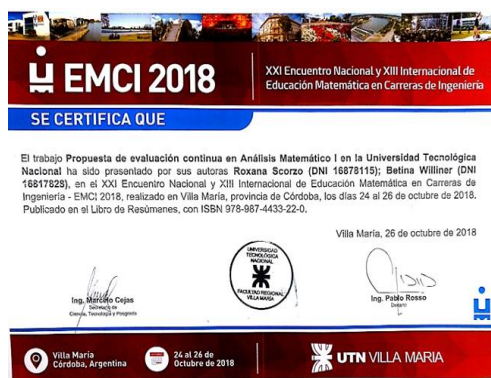 EMCI 2018
XXI Encuentro Nacional y XIII Internacional de
Educación Matemática en Carreras de Ingeniería
SE CERTIFICA QUE
El trabajo Propuesta de evaluación continua en Análisis Matemático I en la Universidad Tecnológica
Nacional ha sido presentado por sus autoras Roxana Scorzo (DNI 16878115); Betina Williner (DNI
16817828), en el XXI Encuentro Nacional y XIII Internacional de Educación Matemática en Carreras de
Ingeniería - EMCI 2018, realizado en Villa María, provincia de Córdoba, los días 24 al 26 de octubre de 2018.
Publicado en el Libro de Resúmenes, con ISBN 978-987-4433-22-0.
Villa María, 26 de octubre de 2018
UNIVERSIDAD
TECNOLÓGICA
NACIONAL
FACULTAD REGIONAL
VILLA MARÍA
Ing. Marcelo Cejas
Secretario de
Ciencia, Tecnología y Posgrado
Ing. Pablo Rosso
Decano
Villa María
Córdoba, Argentina
24 al 26 de
Octubre de 2018
UTN VILLA MARÍA